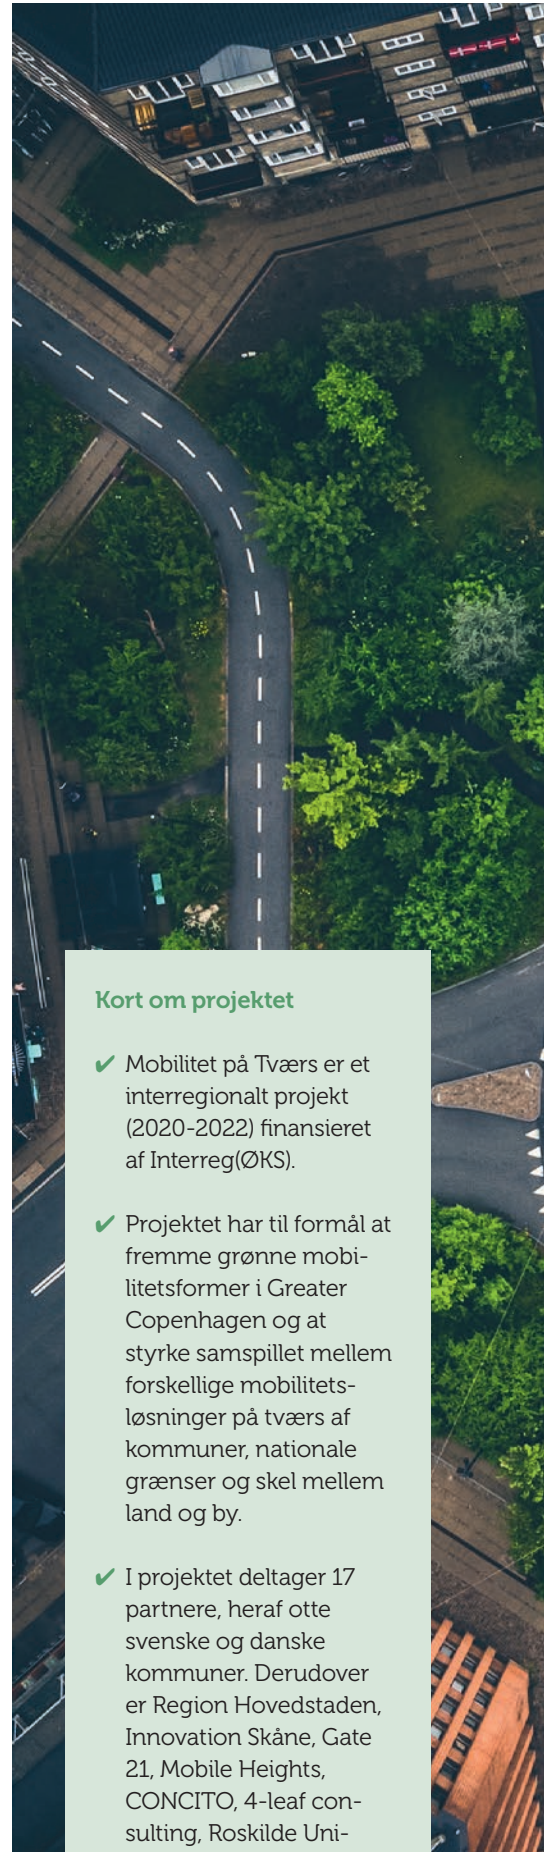 Kort om projektet
✔ Mobilitet på Tværs er et
interregionalt projekt
(2020-2022) finansieret
af Interreg(ØKS).
✔ Projektet har til formål at
fremme grønne mobi-
litetsformer i Greater
Copenhagen og at
styrke samspillet mellem
forskellige mobilitets-
løsninger på tværs af
kommuner, nationale
grænser og skel mellem
land og by.
✔ I projektet deltager 17
partnere, heraf otte
svenske og danske
kommuner. Derudover
er Region Hovedstaden,
Innovation Skåne, Gate
21, Mobile Heights,
CONCITO, 4-leaf con-
sulting, Roskilde Uni-